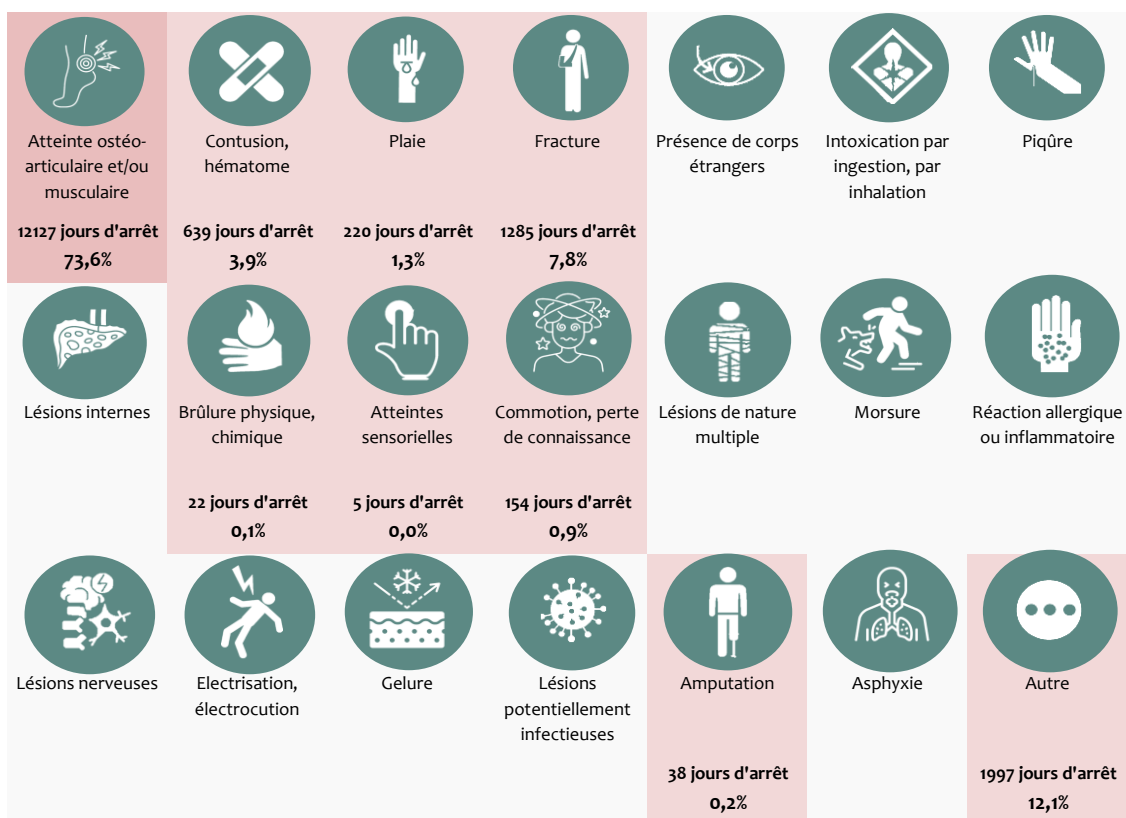 Atteinte ostéo-
articulaire et/ou
musculaire
12127 jours d'arrêt
73,6%
Contusion,
hématome
639 jours d'arrêt
3,9%
Plaie
220 jours d'arrêt
1,3%
Fracture
1285 jours d'arrêt
7,8%
Présence de corps
étrangers
Intoxication par
ingestion, par
inhalation
Piqûre
Lésions internes
Brûlure physique,
chimique
22 jours d'arrêt
0,1%
Atteintes
sensorielles
5 jours d'arrêt
0,0%
Commotion, perte
de connaissance
154 jours d'arrêt
0,9%
Lésions de nature
multiple
Morsure
Réaction allergique
ou inflammatoire
Lésions nerveuses
Electrisation,
électrocution
Gelure
Lésions
potentiellement
infectieuses
Amputation
38 jours d'arrêt
0,2%
Asphyxie
Autre
1997 jours d'arrêt
12,1%